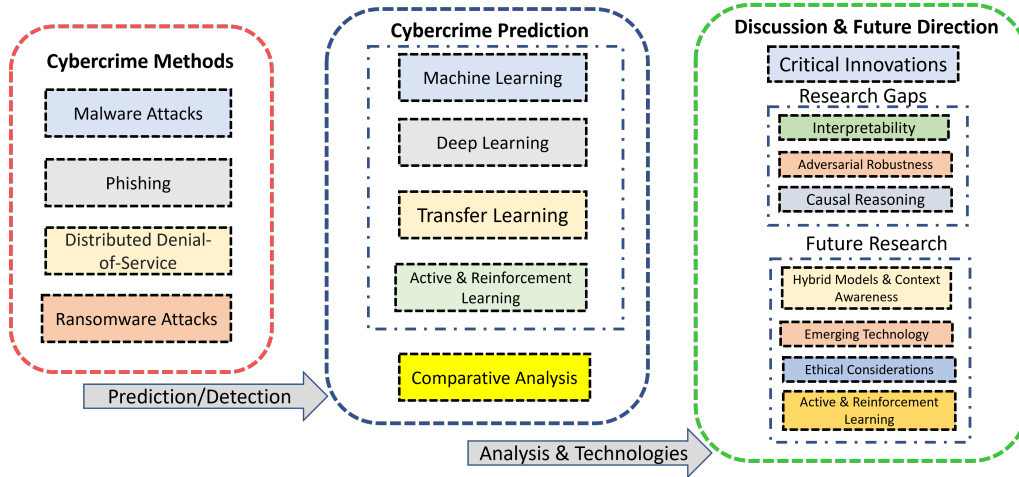 Cybercrime Methods
Malware Attacks
Phishing
Distributed Denial-
of-Service
Ransomware Attacks
Prediction/Detection
Cybercrime Prediction
Machine Learning
Deep Learning
Transfer Learning
Active & Reinforcement
Learning
Comparative Analysis
Analysis & Technologies
Discussion & Future Direction
Critical Innovations
Research Gaps
Interpretability
Adversarial Robustness
Causal Reasoning
Future Research
Hybrid Models & Context
Awareness
Emerging Technology
Ethical Considerations
Active & Reinforcement
Learning